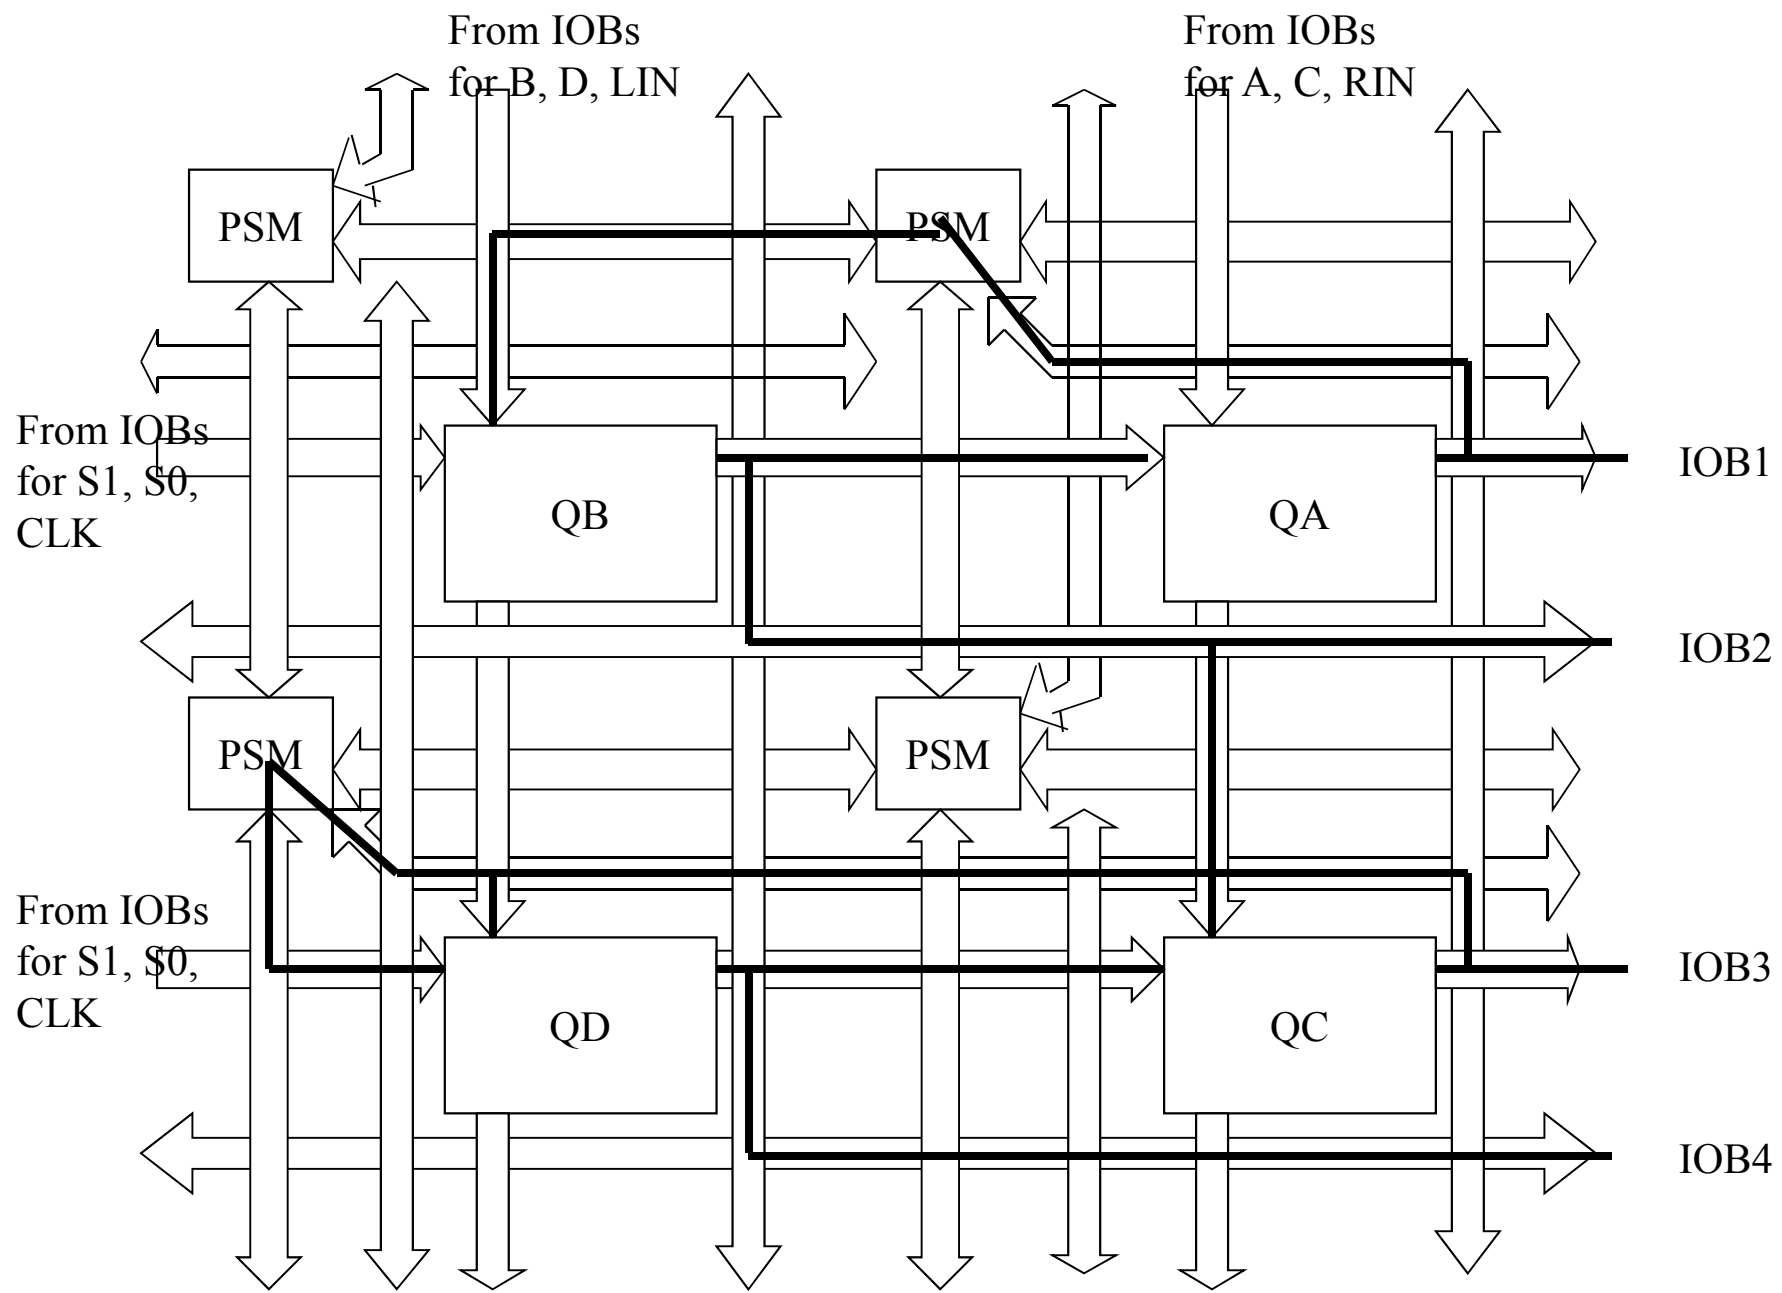 From IOBs
for B, D, LIN
From IOBs
for A, C, RIN
PSM
PSM
From IOBs
for S1, S0,
CLK
QB
QA
IOB1
IOB2
PSM
PSM
From IOBs
for S1, S0,
CLK
QD
QC
IOB3
IOB4